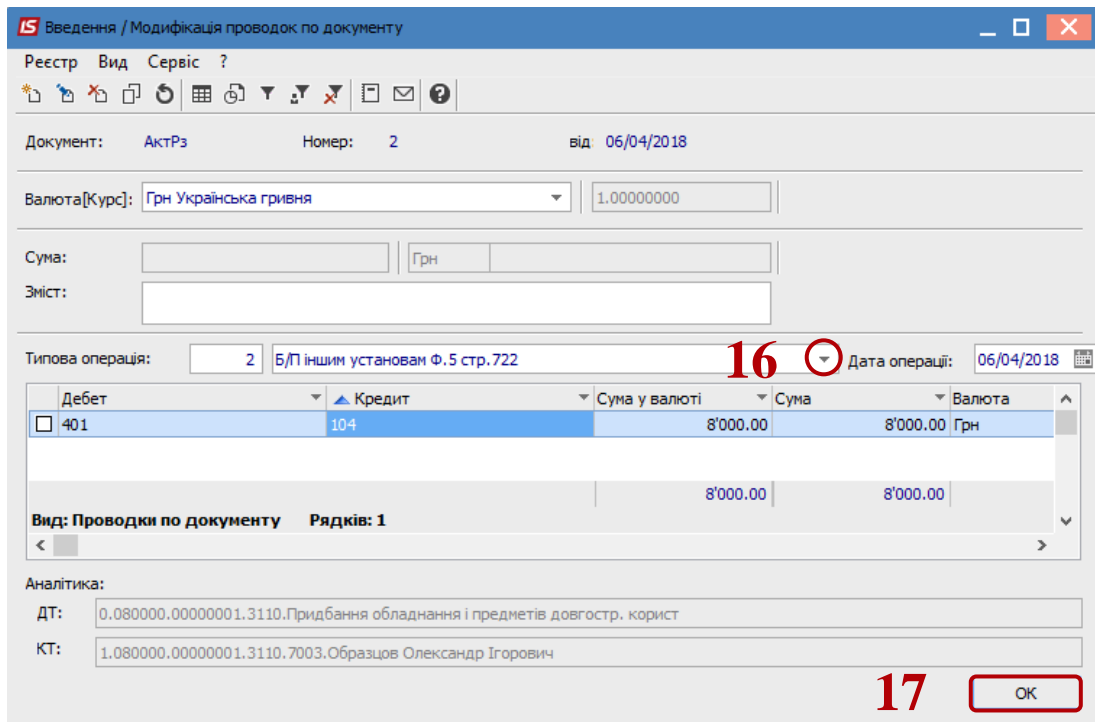 IS Введення / Модифікація проводок по документу
Реєстр Вид Сервіс ?
Документ: АктРз Номер: 2 від: 06/04/2018
Валюта[Курс]: Грн Українська гривня 1.00000000
Сума: Грн
Зміст:
Типова операція: 2 Б/П іншим установам Ф.5 стр.722 16 Дата операції: 06/04/2018
Дебет Кредит Сума у валюті Сума Валюта
401 104 8'000.00 8'000.00 Грн
8'000.00 8'000.00
Вид: Проводки по документу Рядків: 1
Аналітика:
ДТ: 0.080000.00000001.3110.Придбання обладнання і предметів довгостр. корист
КТ: 1.080000.00000001.3110.7003.Образцов Олександр Ігорович
17 OK